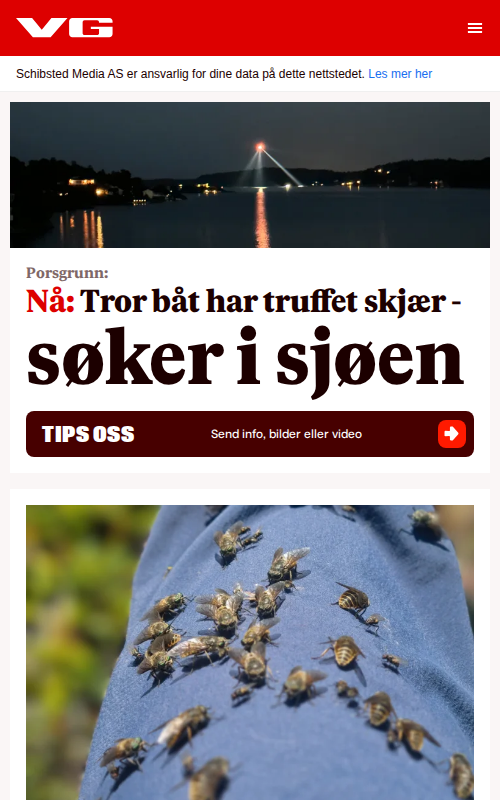 VG
Schibsted Media AS er ansvarlig for dine data på dette nettstedet. Les mer her
Porsgrunn:
Nå: Tror båt har truffet skjær -
søker i sjøen
TIPS OSS
Send info, bilder eller video